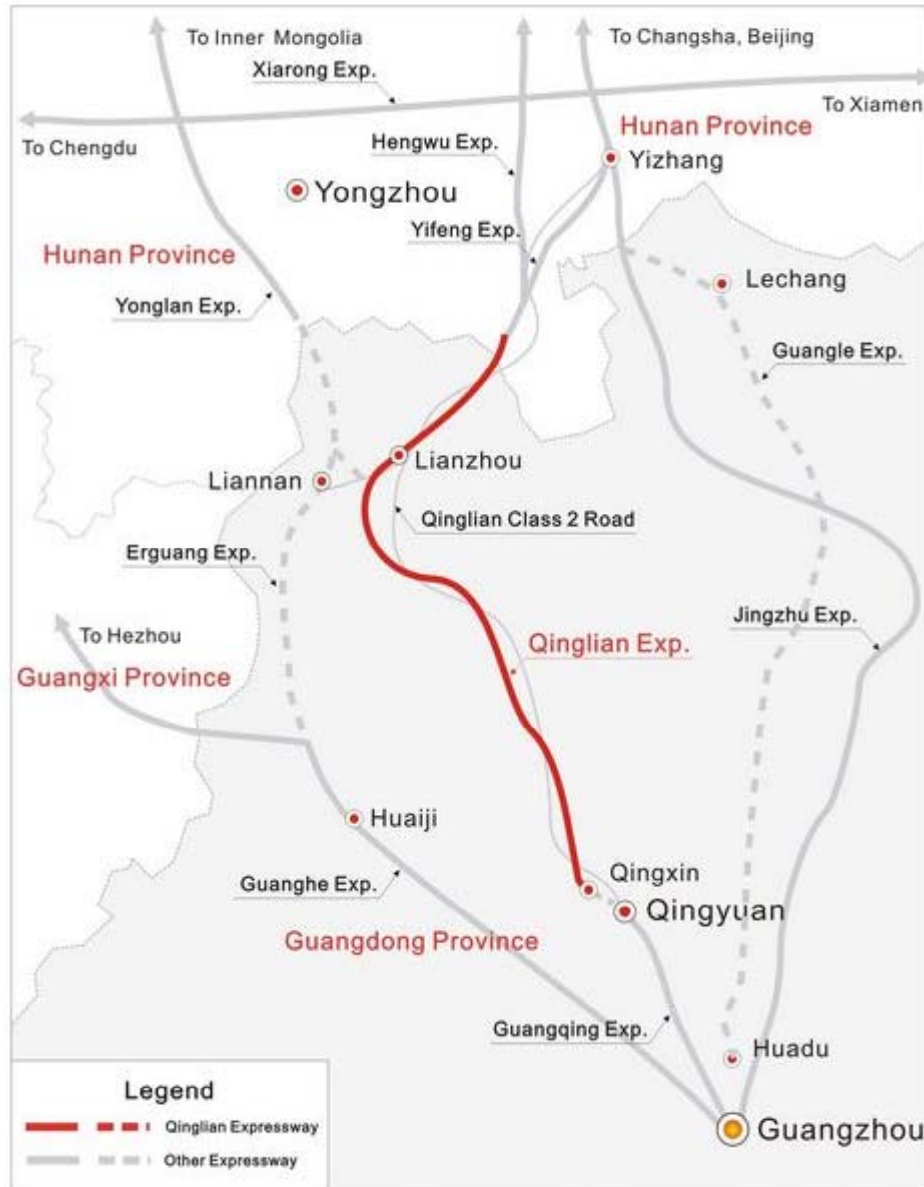 To Inner Mongolia
To Changsha, Beijing
Xiarong Exp.
To Xiamen
To Chengdu
Hengwu Exp.
Hunan Province
Yizhang
Yongzhou
Yifeng Exp.
Hunan Province
Lechang
Yonglan Exp.
Guangle Exp.
Lianzhou
Liannan
Qinglian Class 2 Road
Erguang Exp.
Jingzhu Exp.
To Hezhou
Qinglian Exp.
Guangxi Province
Huaiji
Qingxin
Guanghe Exp.
Qingyuan
Guangdong Province
Guangqing Exp.
Huadu
Legend
Qinglian Expressway
Other Expressway
Guangzhou